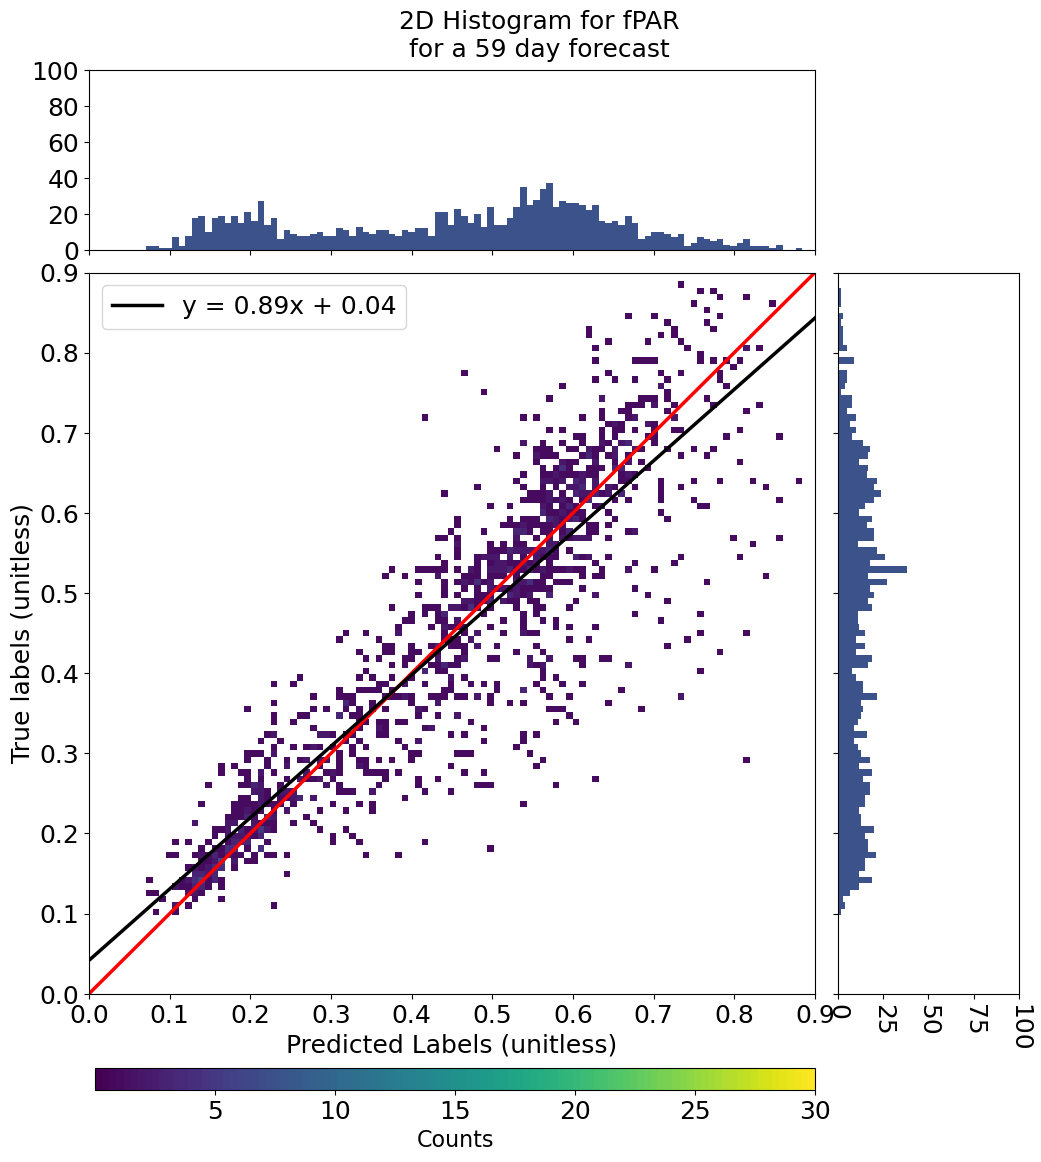 2D Histogram for fPAR
for a 59 day forecast
100
80
60
40
20
0
0.9
0.8
0.7
0.6
0.5
0.4
0.3
0.2
0.1
0.0
y = 0.89x + 0.04
True labels (unitless)
0.0 0.1 0.2 0.3 0.4 0.5 0.6 0.7 0.8 0.9
Predicted Labels (unitless)
0 25 50 75 100
5 10 15 20 25 30
Counts